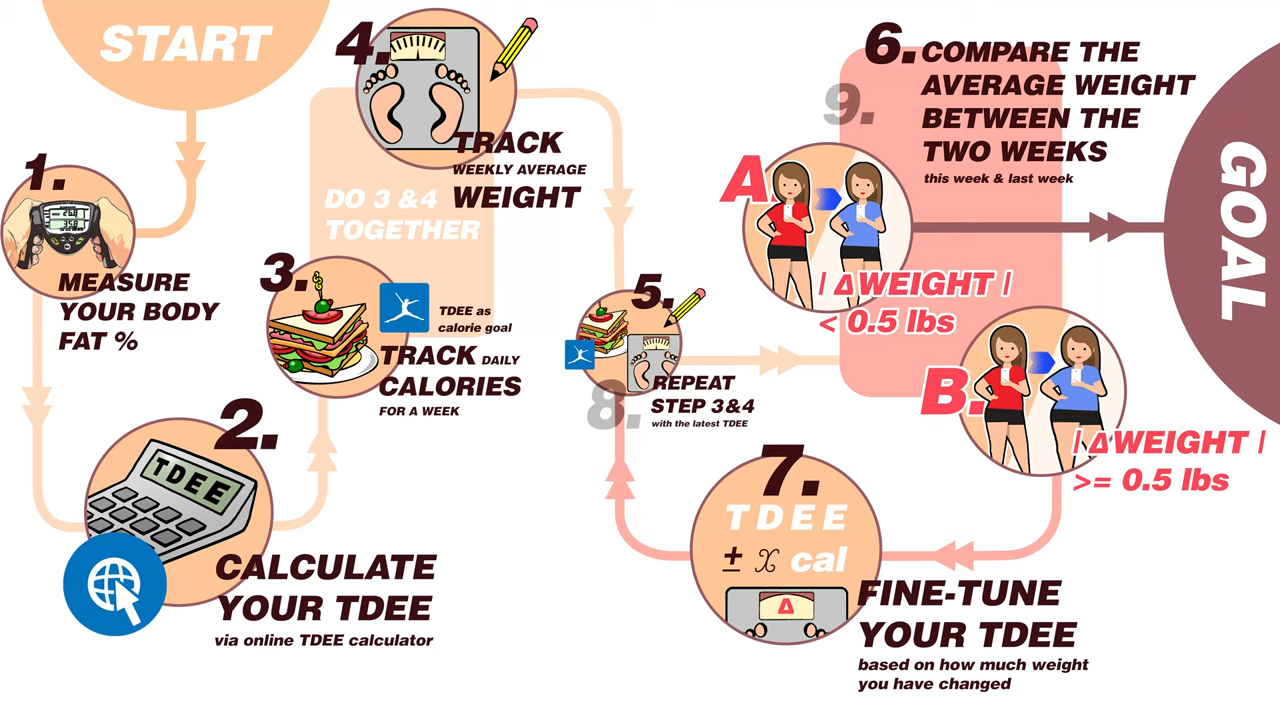 START
1.
MEASURE
YOUR BODY
FAT %
2.
TDEE
CALCULATE
YOUR TDEE
via online TDEE calculator
3.
TDEE as
calorie goal
TRACK DAILY
CALORIES
FOR A WEEK
DO 3 & 4
TOGETHER
4.
TRACK
WEEKLY AVERAGE
WEIGHT
5.
8.
REPEAT
STEP 3&4
with the latest TDEE
6.
9.
COMPARE THE
AVERAGE WEIGHT
BETWEEN THE
TWO WEEKS
this week & last week
A.
| ΔWEIGHT |
< 0.5 lbs
B.
| ΔWEIGHT |
>= 0.5 lbs
7.
TDEE
± x cal
Δ
FINE-TUNE
YOUR TDEE
based on how much weight
you have changed
GOAL